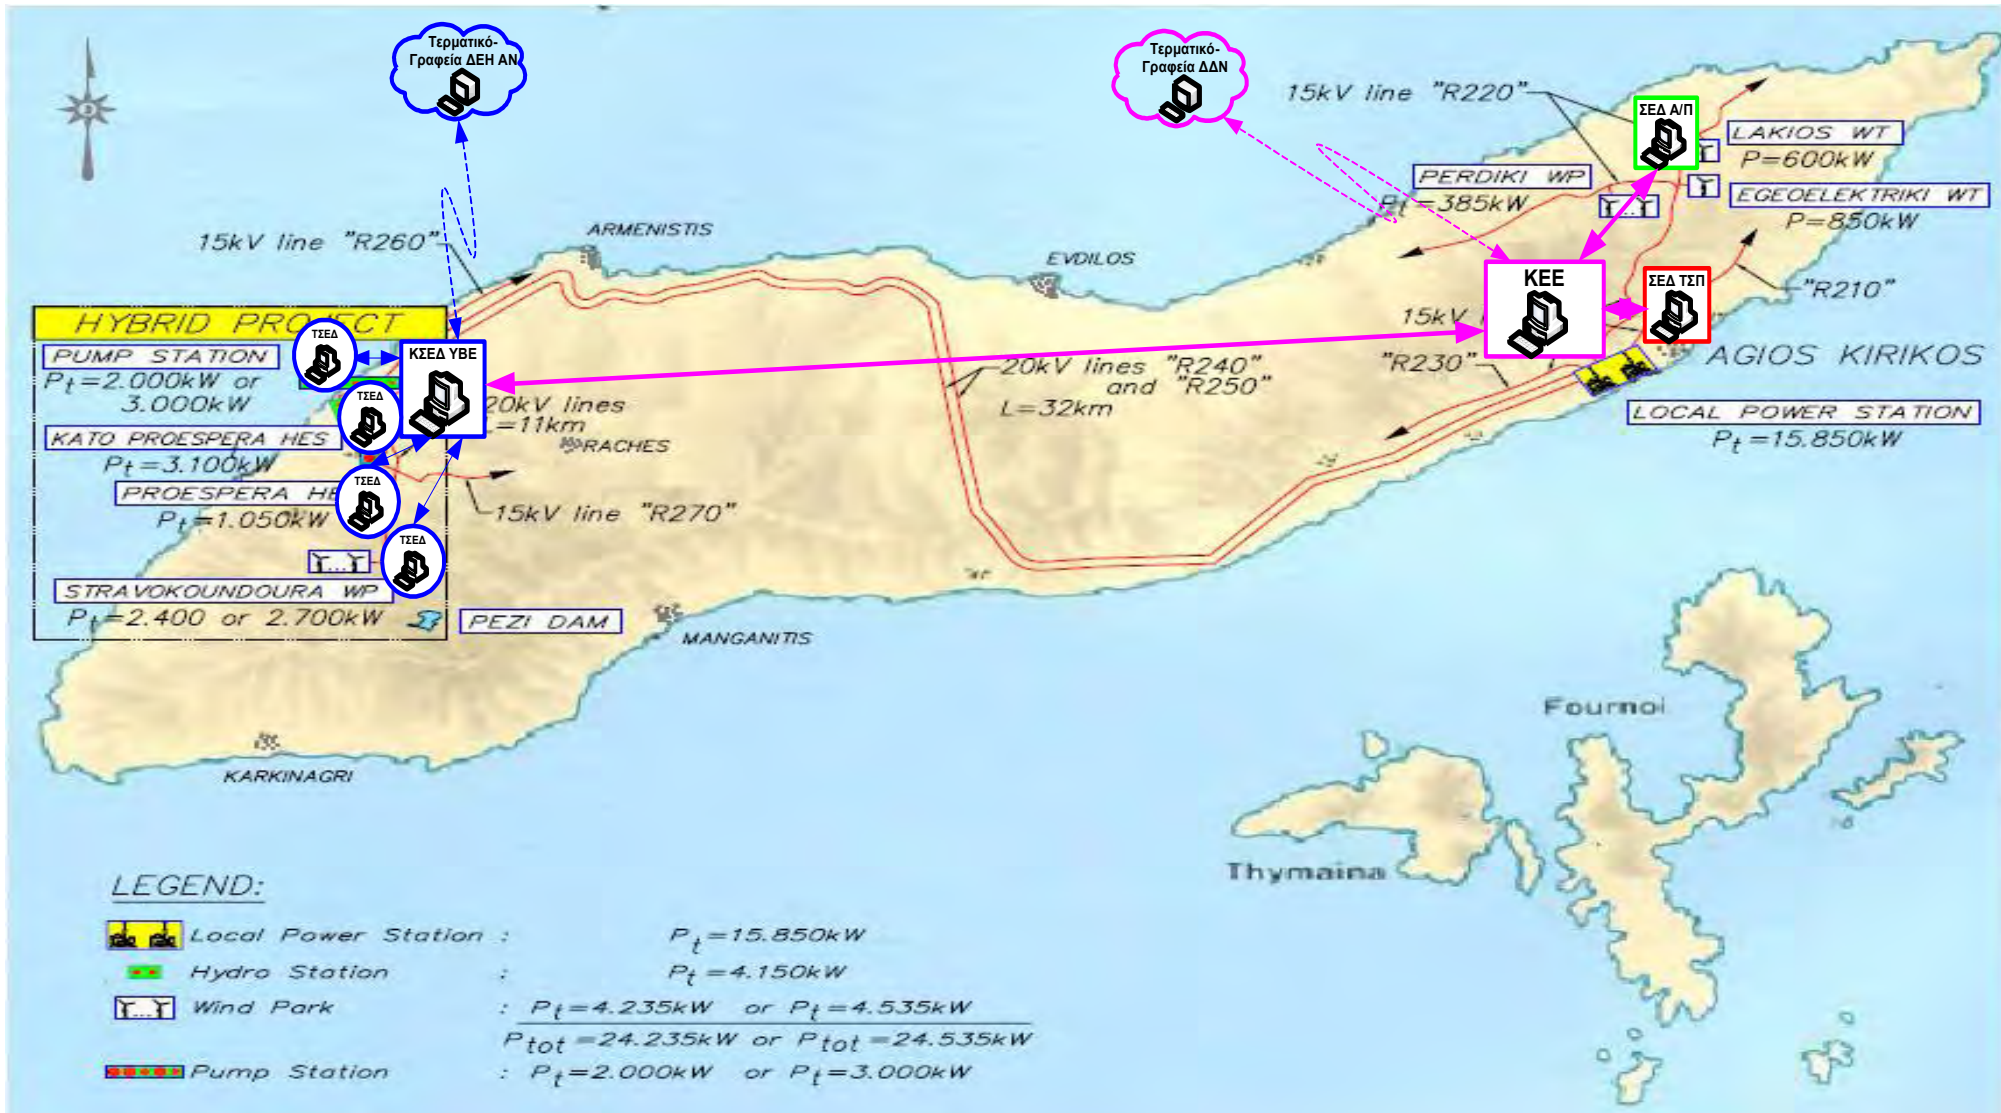 Τερματικό-
Γραφεία ΔΕΗ ΑΝ
Τερματικό-
Γραφεία ΔΔΝ
15kV line "R220"
ΣΕΔ Α/Π
LAKIOS WT
P=600kW
PERDIKI WP
Pt=385kW
EGEOELEKTRIKI WT
P=850kW
ARMENISTIS
15kV line "R260"
EVDILOS
ΚΕΕ
ΣΕΔ ΤΣΠ
"R210"
15kV
HYBRID PROJECT
ΤΣΕΔ
ΚΣΕΔ ΥΒΕ
PUMP STATION
Pt=2.000kW or
3.000kW
20kV lines "R240"
and "R250"
L=32km
"R230"
AGIOS KIRIKOS
ΤΣΕΔ
20kV lines
L=11km
RACHES
LOCAL POWER STATION
Pt=15.850kW
KATO PROESPERA HES
Pt=3.100kW
ΤΣΕΔ
PROESPERA HE
Pt=1.050kW
15kV line "R270"
ΤΣΕΔ
STRAVOKOUNDOURA WP
Pt=2.400 or 2.700kW
PEZI DAM
MANGANITIS
KARKINAGRI
Fournoi
Thymaina
LEGEND:
Local Power Station : Pt=15.850kW
Hydro Station : Pt=4.150kW
Wind Park : Pt=4.235kW or Pt=4.535kW
Ptot=24.235kW or Ptot=24.535kW
Pump Station : Pt=2.000kW or Pt=3.000kW